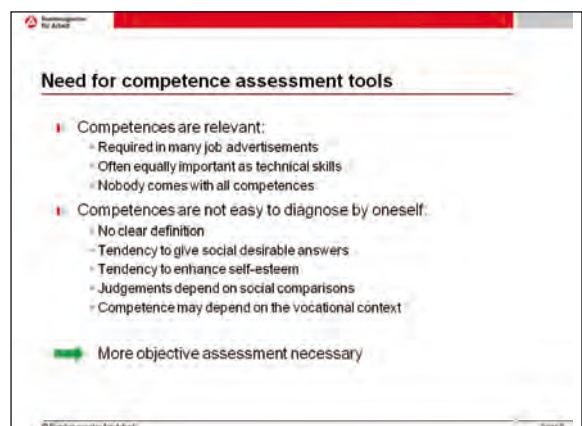 Bundesagentur
für Arbeit
Need for competence assessment tools
Competences are relevant:
Required in many job advertisements
Often equally important as technical skills
Nobody comes with all competences
Competences are not easy to diagnose by oneself:
No clear definition
Tendency to give social desirable answers
Tendency to enhance self-esteem
Judgements depend on social comparisons
Competence may depend on the vocational context
More objective assessment necessary